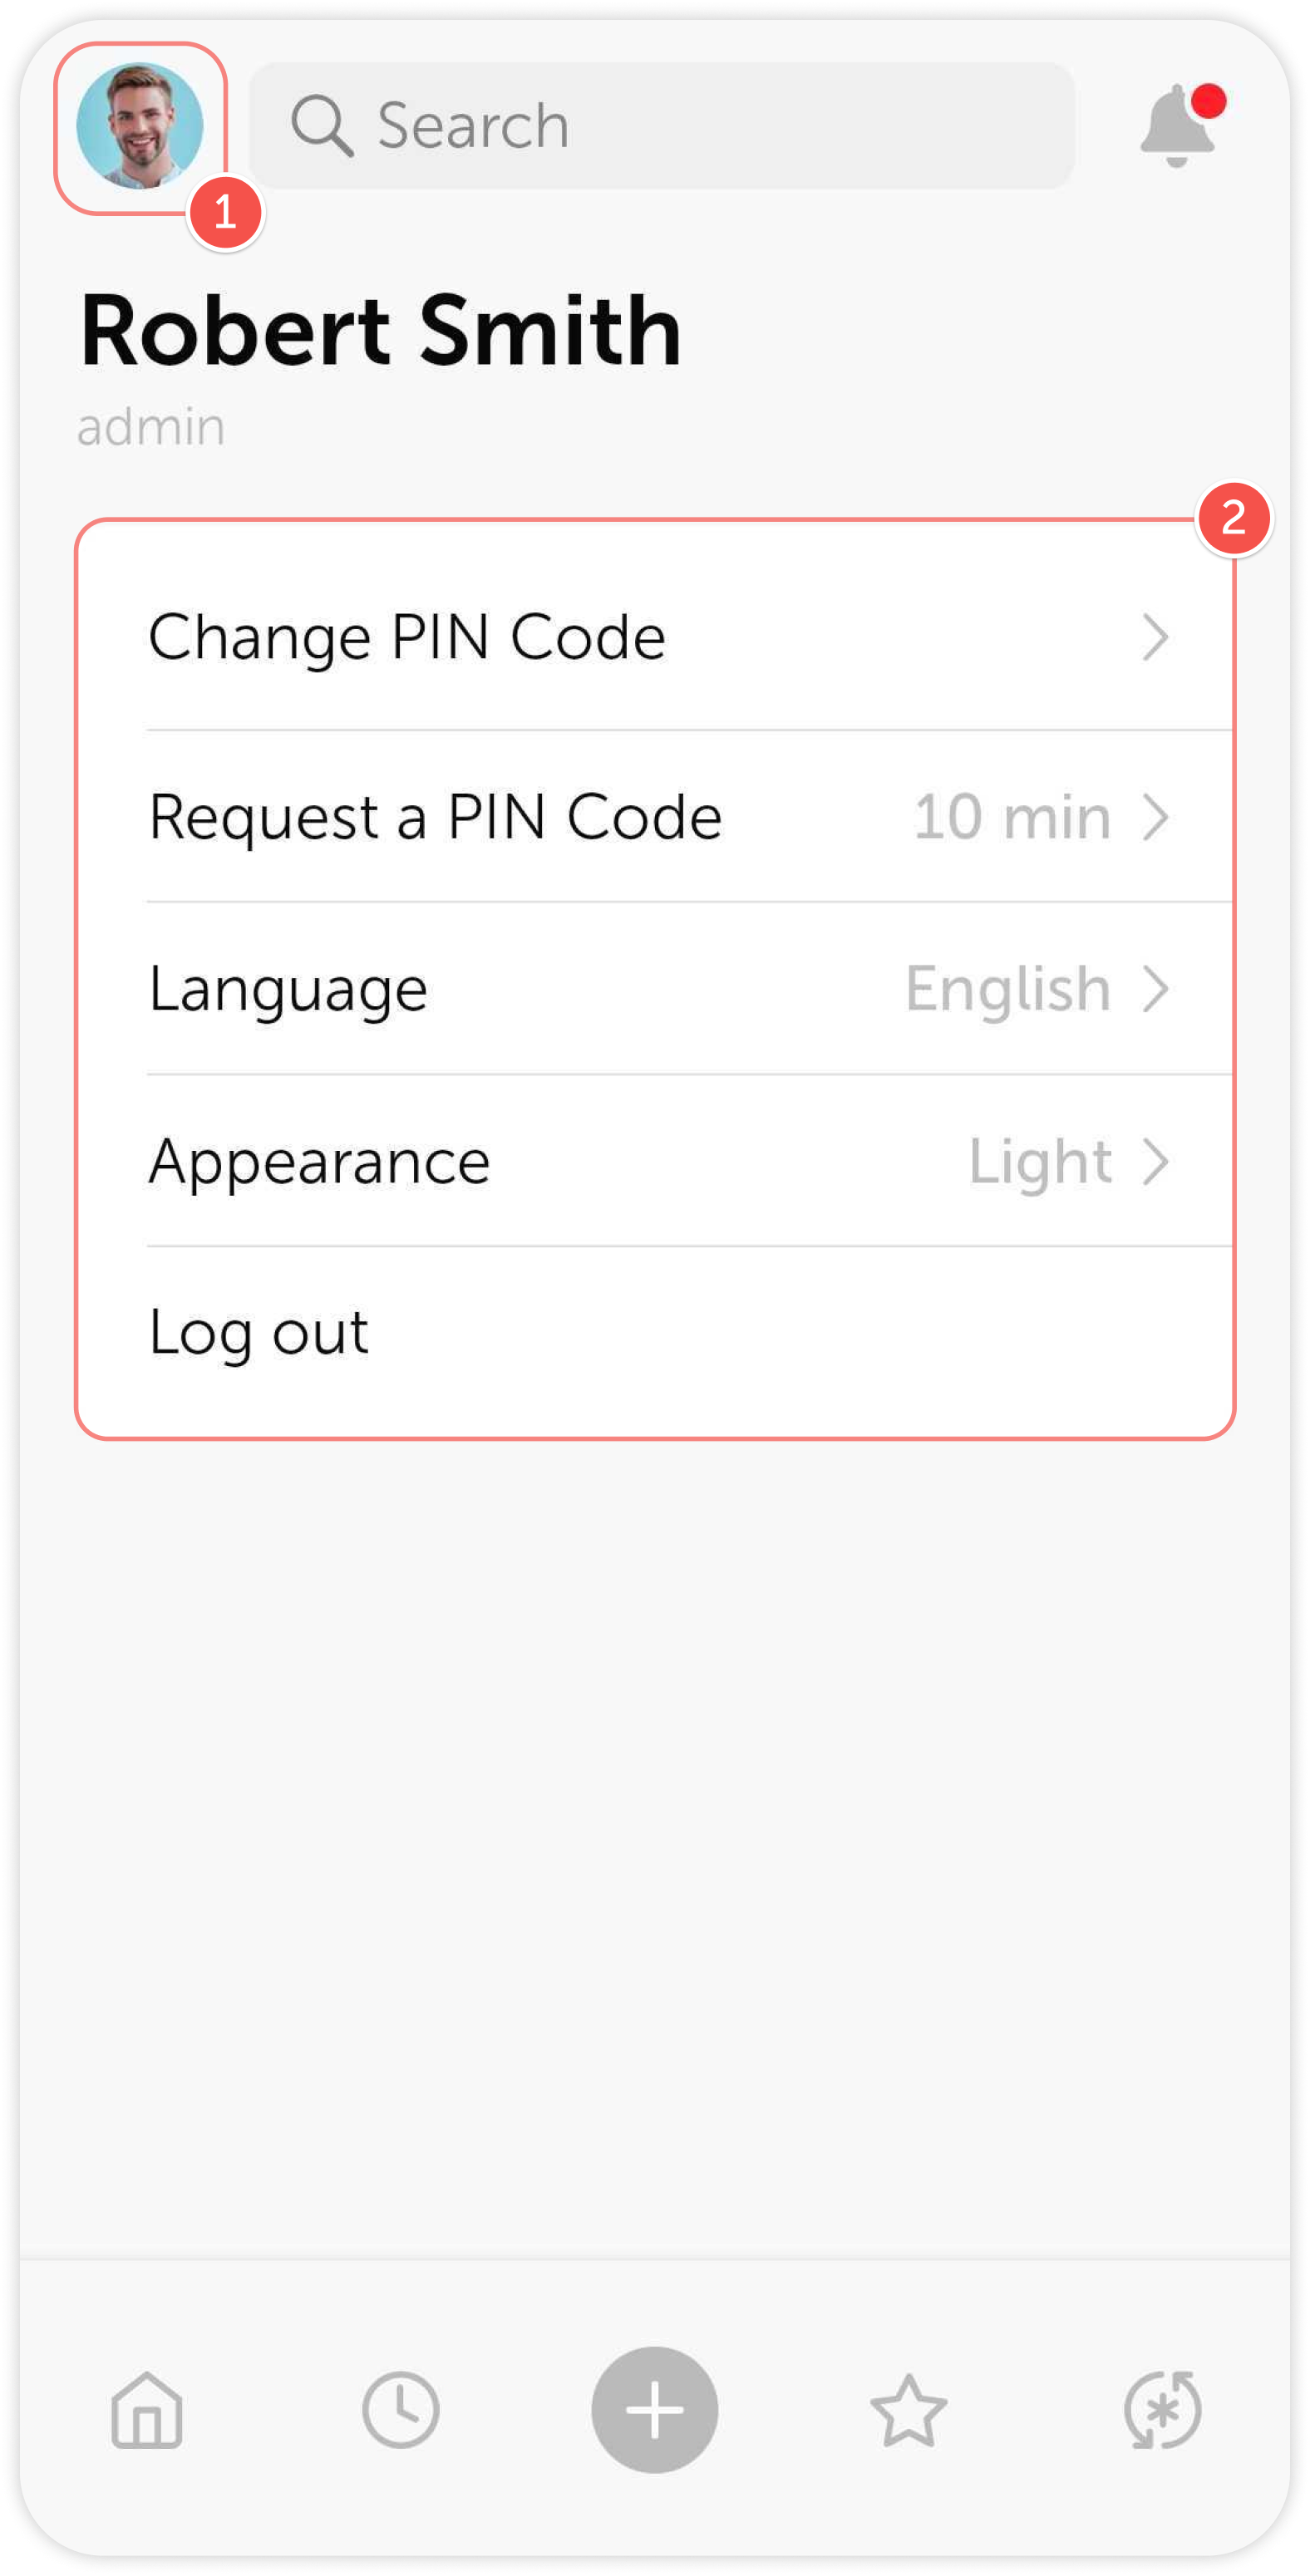 Search
1
Robert Smith
admin
2
Change PIN Code
Request a PIN Code 10 min
Language English
Appearance Light
Log out